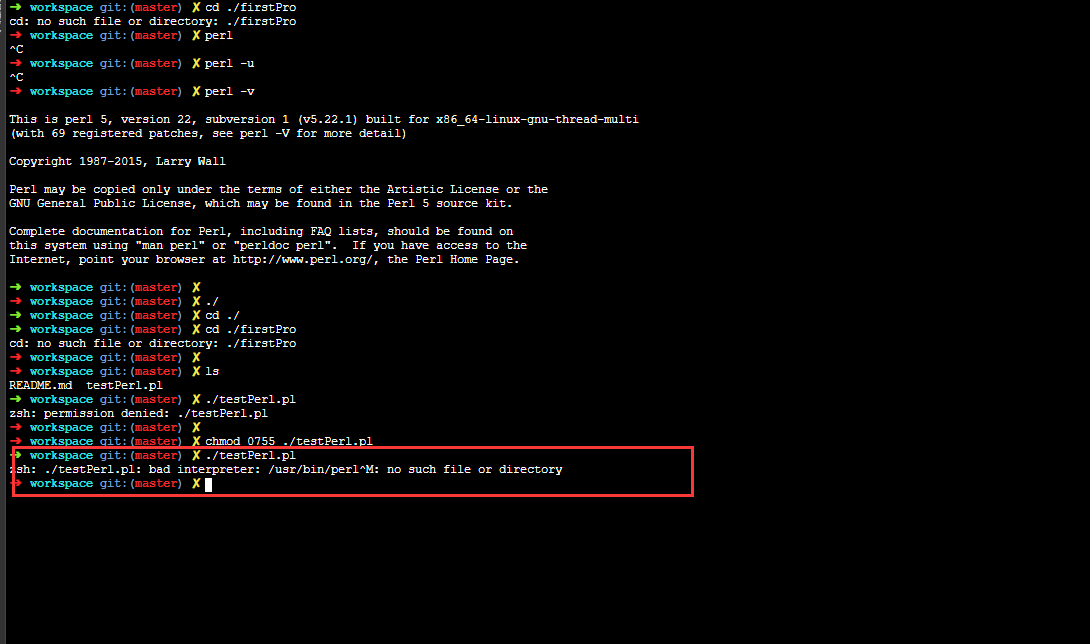 ➜ workspace git:(master) ✗ cd ./firstPro
cd: no such file or directory: ./firstPro
➜ workspace git:(master) ✗ perl
^C
➜ workspace git:(master) ✗ perl -u
^C
➜ workspace git:(master) ✗ perl -v
This is perl 5, version 22, subversion 1 (v5.22.1) built for x86_64-linux-gnu-thread-multi
(with 69 registered patches, see perl -V for more detail)
Copyright 1987-2015, Larry Wall
Perl may be copied only under the terms of either the Artistic License or the
GNU General Public License, which may be found in the Perl 5 source kit.
Complete documentation for Perl, including FAQ lists, should be found on
this system using "man perl" or "perldoc perl".  If you have access to the
Internet, point your browser at http://www.perl.org/, the Perl Home Page.
➜ workspace git:(master) ✗
➜ workspace git:(master) ✗ ./
➜ workspace git:(master) ✗ cd ./
➜ workspace git:(master) ✗ cd ./firstPro
cd: no such file or directory: ./firstPro
➜ workspace git:(master) ✗
➜ workspace git:(master) ✗ ls
README.md  testPerl.pl
➜ workspace git:(master) ✗ ./testPerl.pl
zsh: permission denied: ./testPerl.pl
➜ workspace git:(master) ✗
➜ workspace git:(master) ✗ chmod 0755 ./testPerl.pl
➜ workspace git:(master) ✗ ./testPerl.pl
zsh: ./testPerl.pl: bad interpreter: /usr/bin/perl^M: no such file or directory
➜ workspace git:(master) ✗